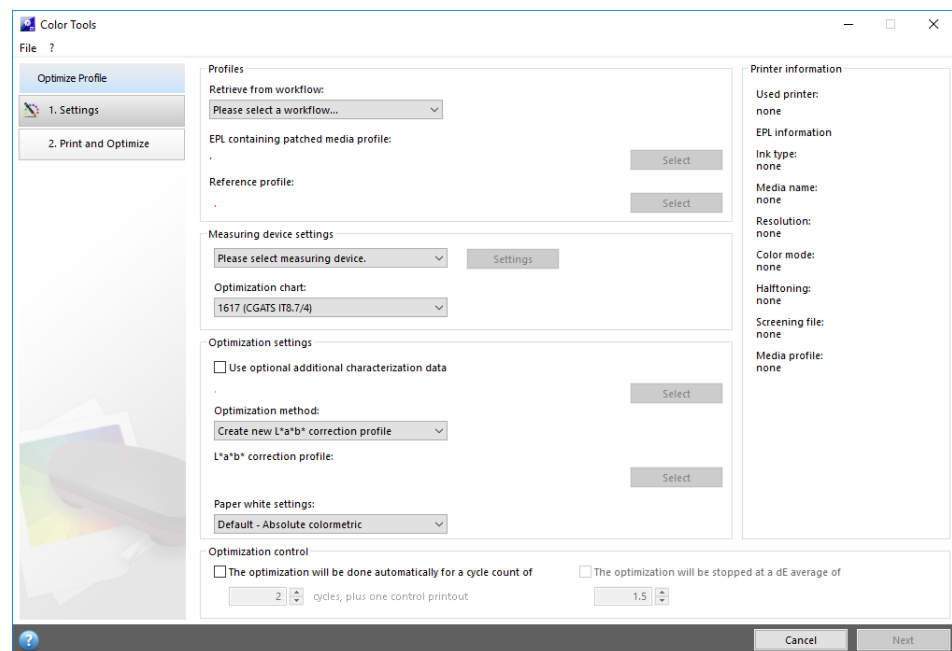 Color Tools
File ?
Optimize Profile
1. Settings
2. Print and Optimize
Profiles
Retrieve from workflow:
Please select a workflow...
EPL containing patched media profile:
.
Select
Reference profile:
.
Select
Measuring device settings
Please select measuring device.
Settings
Optimization chart:
1617 (CGATS IT8.7/4)
Optimization settings
Use optional additional characterization data
.
Select
Optimization method:
Create new L*a*b* correction profile
L*a*b* correction profile:
Select
Paper white settings:
Default - Absolute colormetric
Optimization control
The optimization will be done automatically for a cycle count of
2 cycles, plus one control printout
The optimization will be stopped at a dE average of
1.5
Printer information
Used printer:
none
EPL information
Ink type:
none
Media name:
none
Resolution:
none
Color mode:
none
Halftoning:
none
Screening file:
none
Media profile:
none
?
Cancel
Next